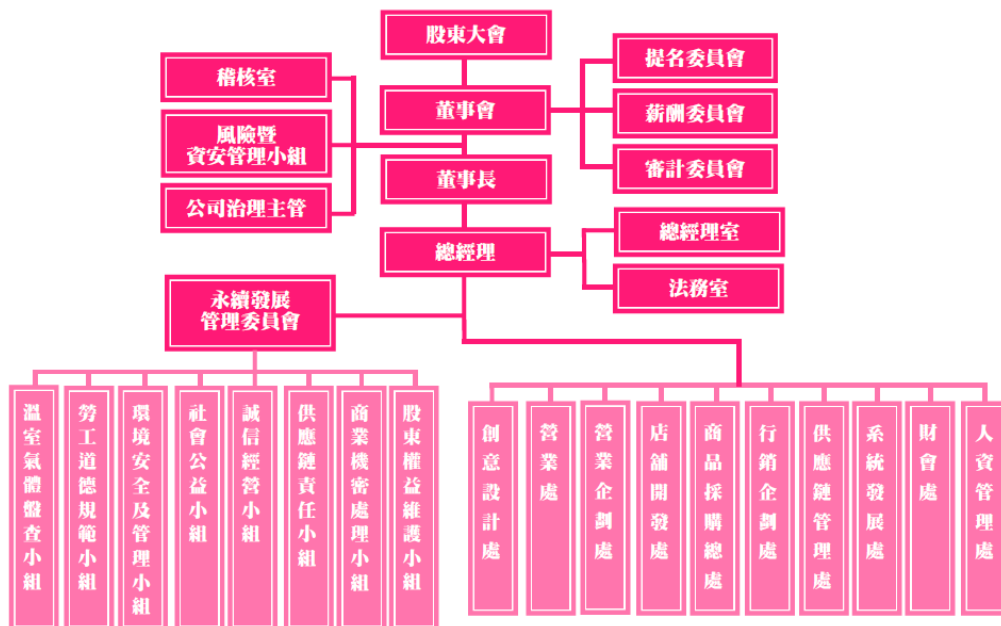 股東大會
稽核室
提名委員會
董事會
薪酬委員會
風險暨
資安管理小組
董事長
審計委員會
公司治理主管
總經理
總經理室
法務室
永續發展
管理委員會
溫室氣體盤查小組
勞工道德規範小組
環境安全及管理小組
社會公益小組
誠信經營小組
供應鏈責任小組
商業機密處理小組
股東權益維護小組
創意設計處
營業處
營業企劃處
店舖開發處
商品採購總處
行銷企劃處
供應鏈管理處
系統發展處
財會處
人資管理處